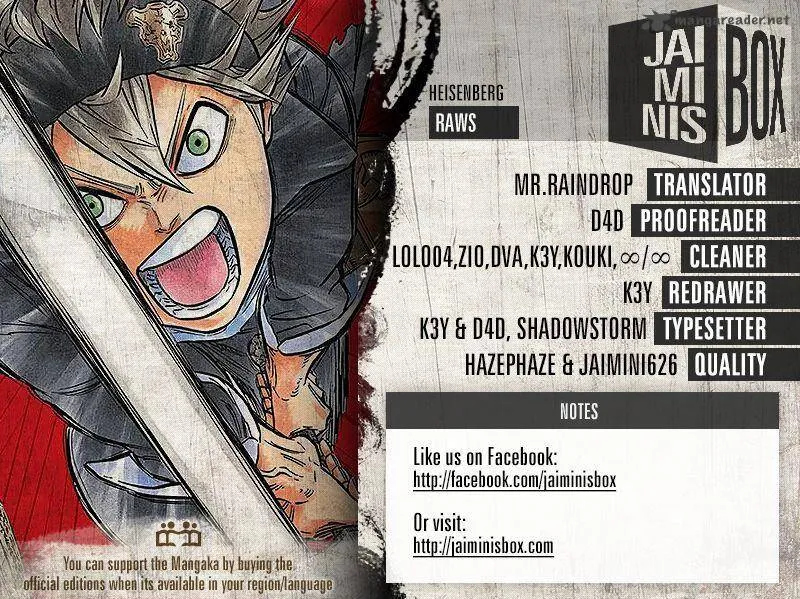 mangareader.net
JAI
MI
NIS
BOX
HEISENBERG
RAWS
MR.RAINDROP TRANSLATOR
D4D PROOFREADER
LOLO04,ZIO,DVA,K3Y,KOUKI,∞/∞ CLEANER
K3Y REDRAWER
K3Y & D4D, SHADOWSTORM TYPESETTER
HAZEPHAZE & JAIMINI626 QUALITY
NOTES
Like us on Facebook:
http://facebook.com/jaiminisbox
Or visit:
http://jaiminisbox.com
You can support the Mangaka by buying the
official editions when its available in your region/language